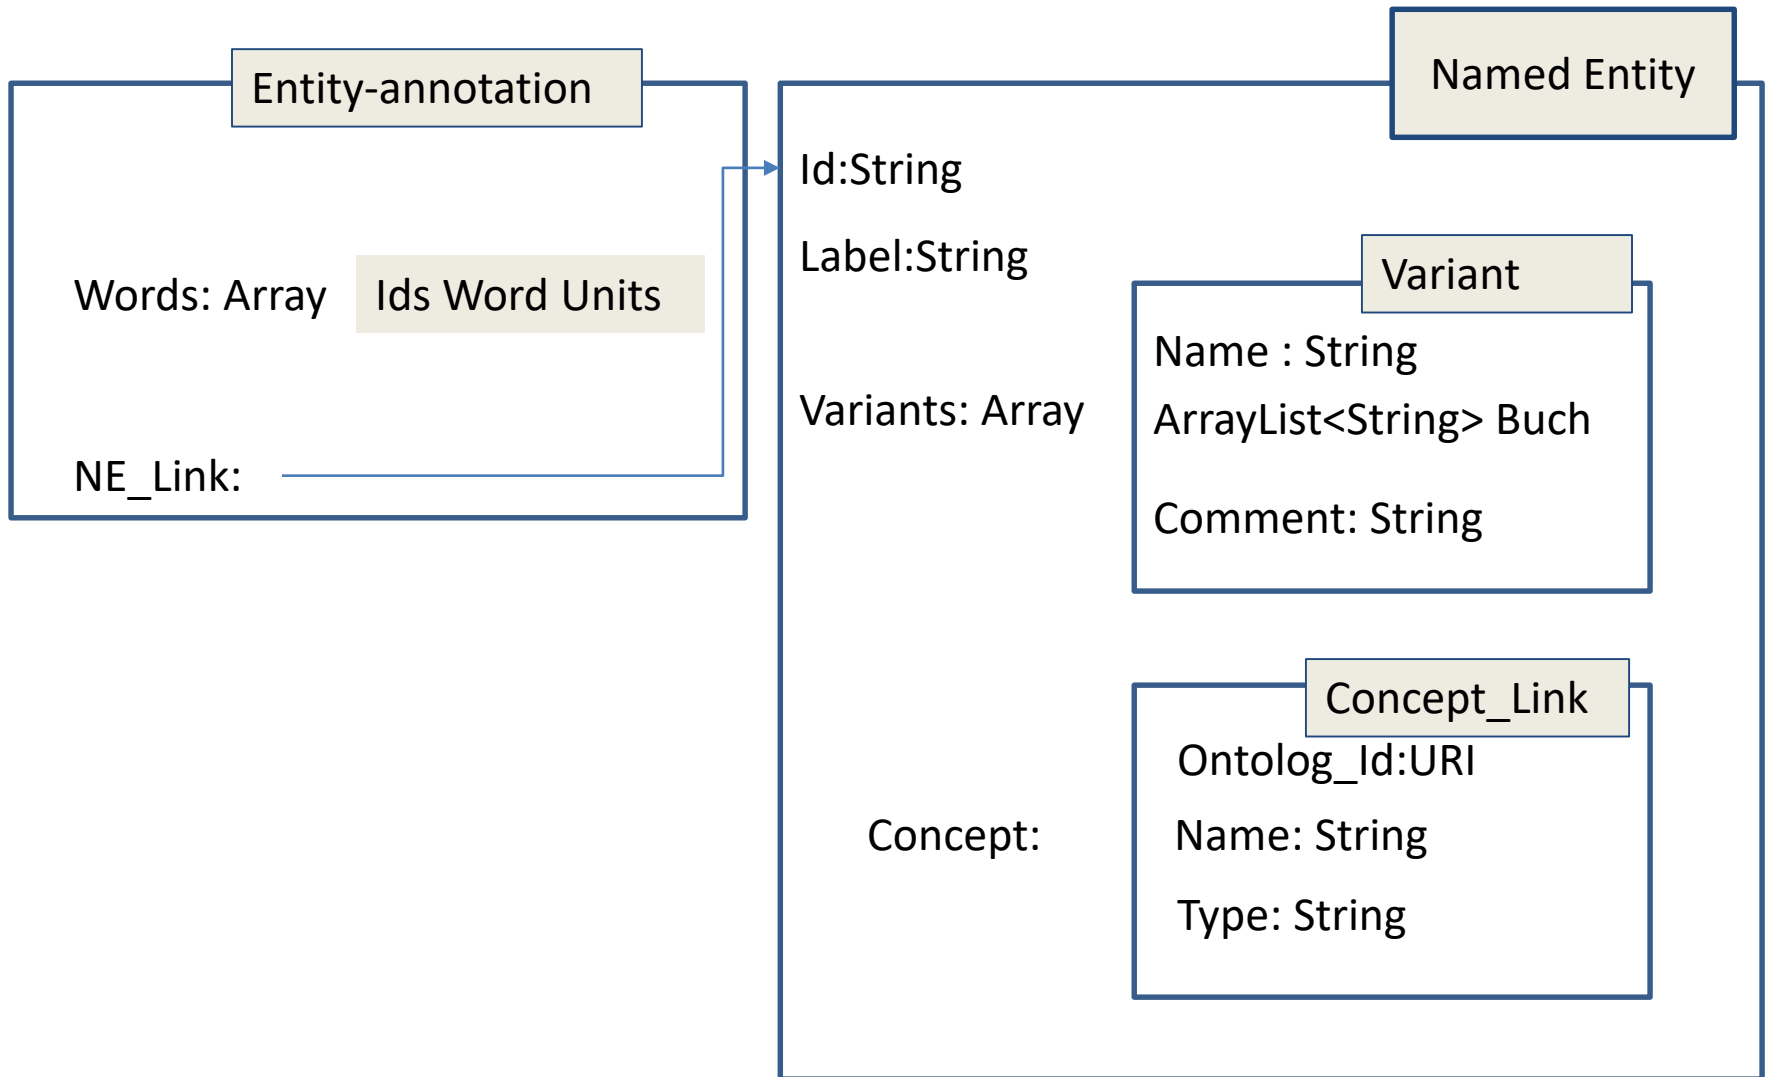 Entity-annotation
Words: Array
Ids Word Units
NE_Link:
Named Entity
Id:String
Label:String
Variants: Array
Variant
Name : String
ArrayList<String> Buch
Comment: String
Concept:
Concept_Link
Ontolog_Id:URI
Name: String
Type: String